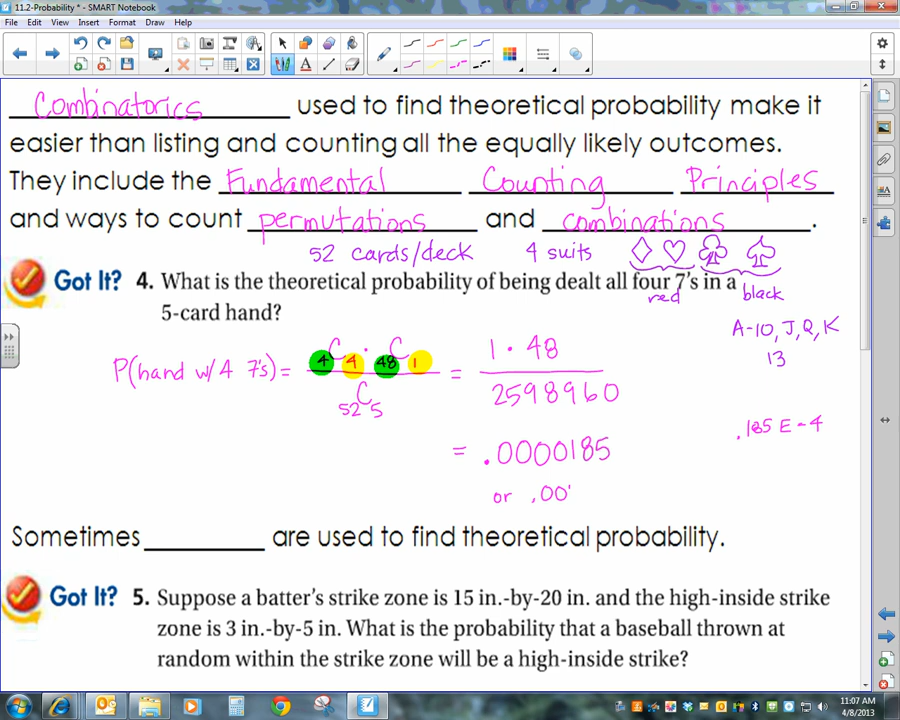 11.2-Probability * - SMART Notebook
File Edit View Insert Format Draw Help
Combinatorics used to find theoretical probability make it
easier than listing and counting all the equally likely outcomes.
They include the Fundamental Counting Principles
and ways to count permutations and combinations.
52 cards/deck 4 suits
Got It? 4. What is the theoretical probability of being dealt all four 7's in a
5-card hand?
red black
A-10, J, Q, K
13
P(hand w/ 4 7's) = 4C4 · 48C1 / 52C5 = 1 · 48 / 2598960
.185 E-4
= .0000185
or .00
Sometimes ________ are used to find theoretical probability.
Got It? 5. Suppose a batter's strike zone is 15 in.-by-20 in. and the high-inside strike
zone is 3 in.-by-5 in. What is the probability that a baseball thrown at
random within the strike zone will be a high-inside strike?
11:07 AM
4/8/2013